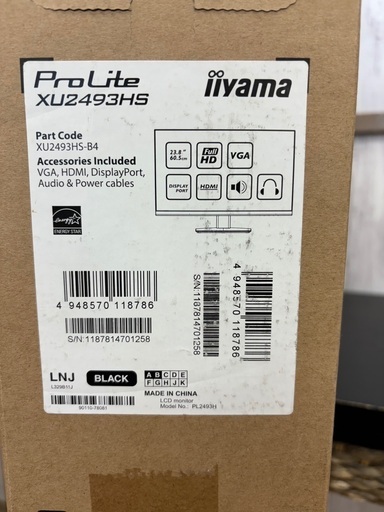 ProLite
XU2493HS
iiyama
Part Code
XU2493HS-B4
Accessories Included
VGA, HDMI, DisplayPort,
Audio & Power cables
ENERGY STAR
23.8"
60.5cm
Full
HD
VGA
DISPLAY
PORT
HDMI
4 948570 118786
S/N:1187814701258
S/N:1187814701258
4 948570 118786
LNJ
BLACK
A B C D E
F G H J K
MADE IN CHINA
LCD monitor
Model No.: PL2493H